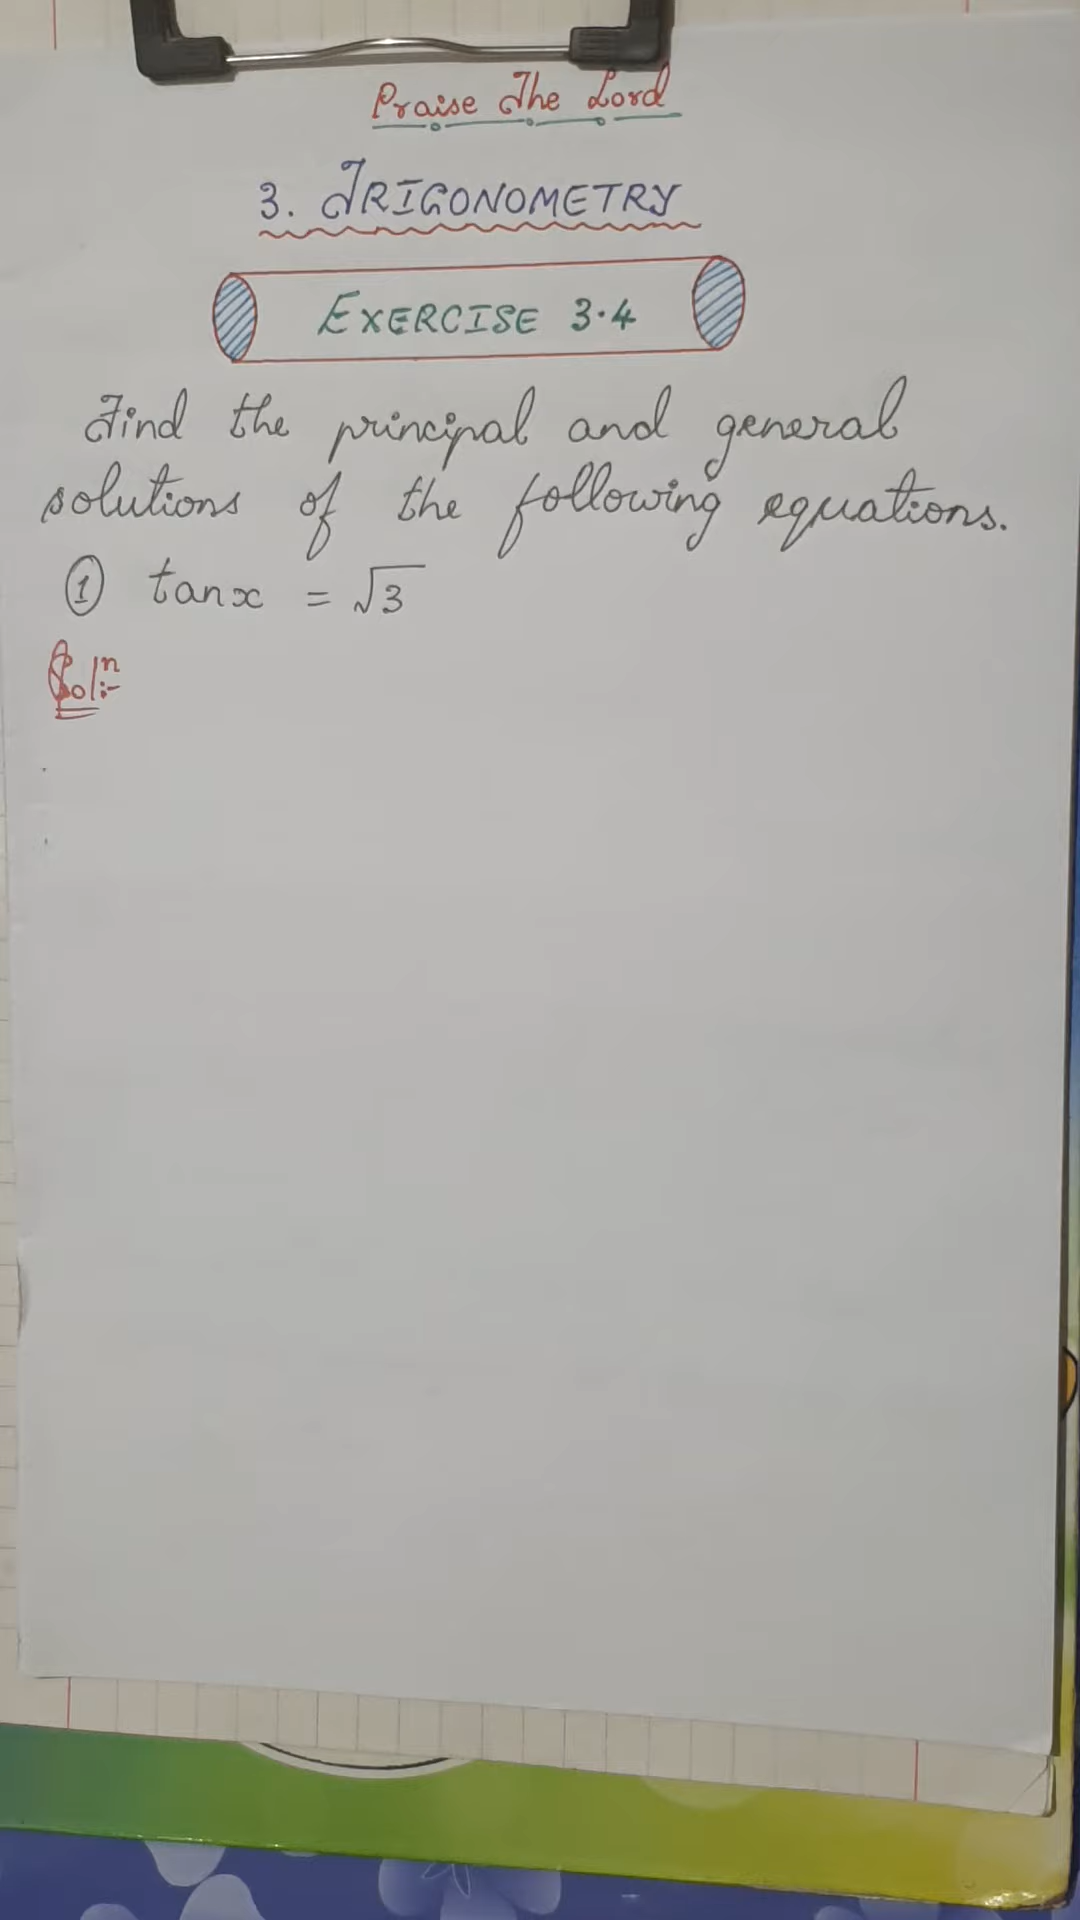 Praise The Lord
3. TRIGONOMETRY
EXERCISE 3.4
Find the principal and general
solutions of the following equations.
① tanx = √3
Solⁿ:-